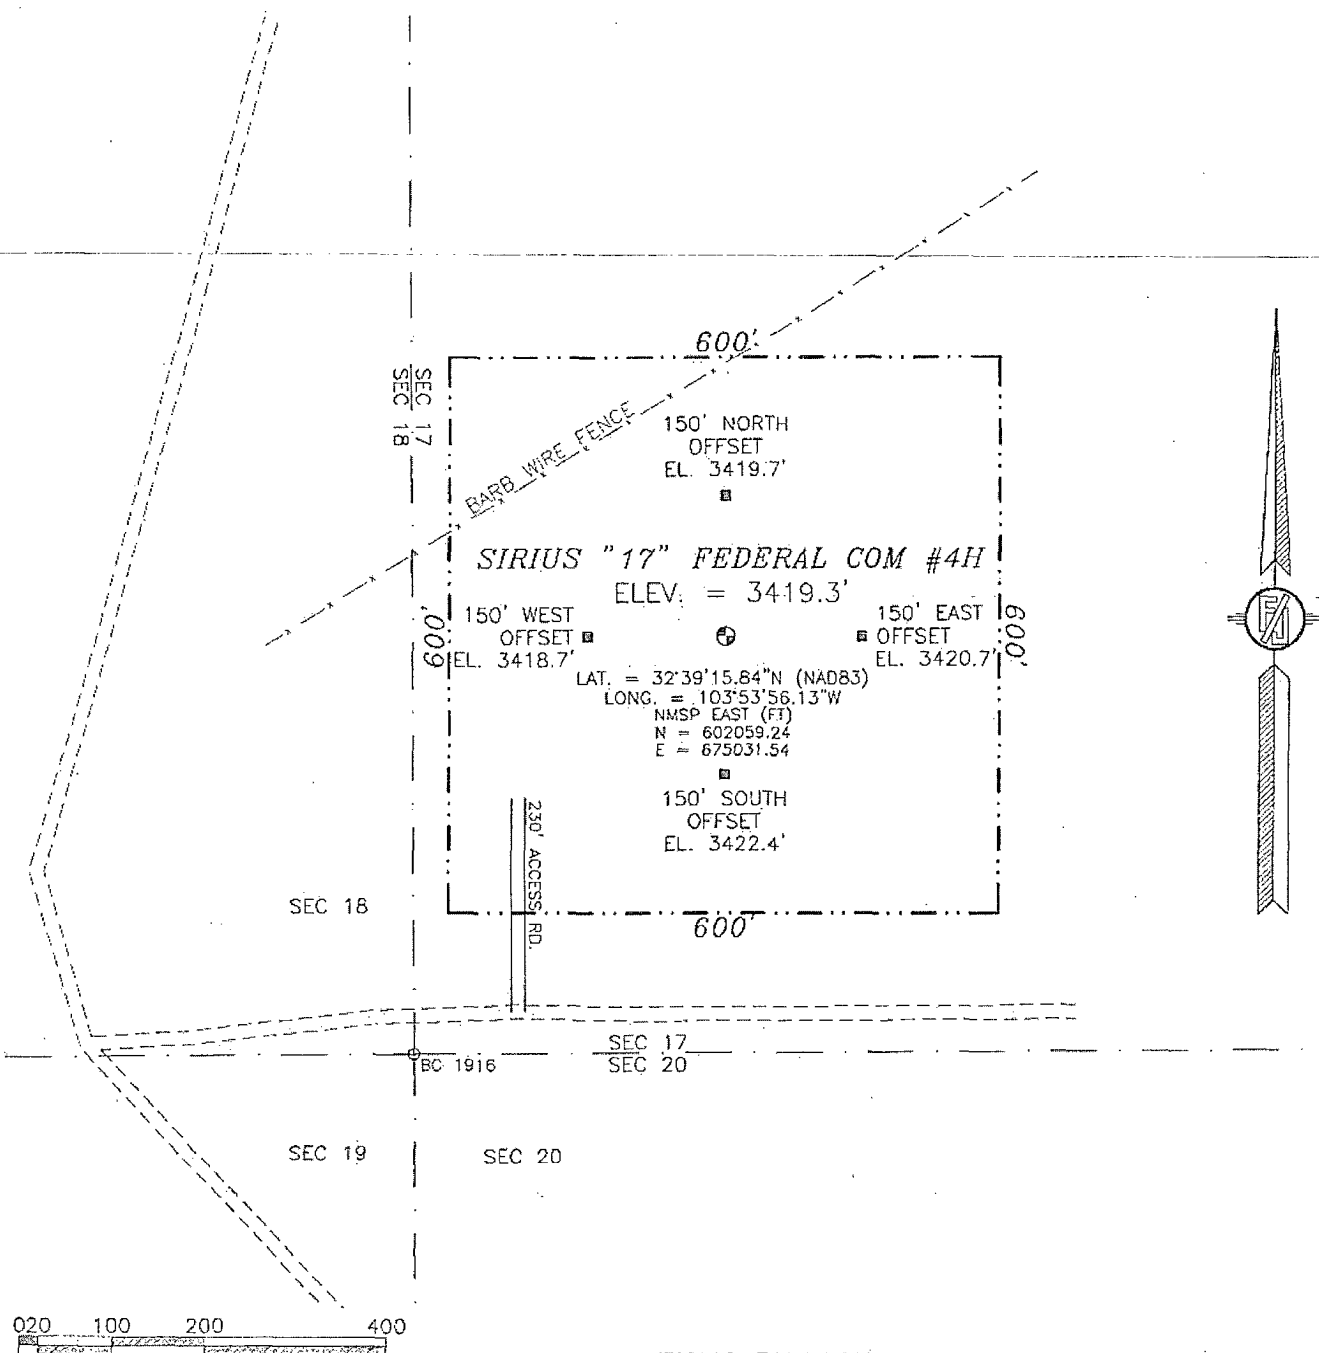 600'
SEC 17
SEC 18
BARB WIRE FENCE
150' NORTH
OFFSET
EL. 3419.7'
SIRIUS "17" FEDERAL COM #4H
ELEV. = 3419.3'
600'
150' WEST
OFFSET
EL. 3418.7'
150' EAST
OFFSET
EL. 3420.7'
600'
LAT. = 32°39'15.84"N (NAD83)
LONG. = 103°53'56.13"W
NMSP EAST (FT)
N = 602059.24
E = 675031.54
150' SOUTH
OFFSET
EL. 3422.4'
230' ACCESS RD.
SEC 18
600'
SEC 17
SEC 20
BC 1916
SEC 19
SEC 20
020 100 200 400